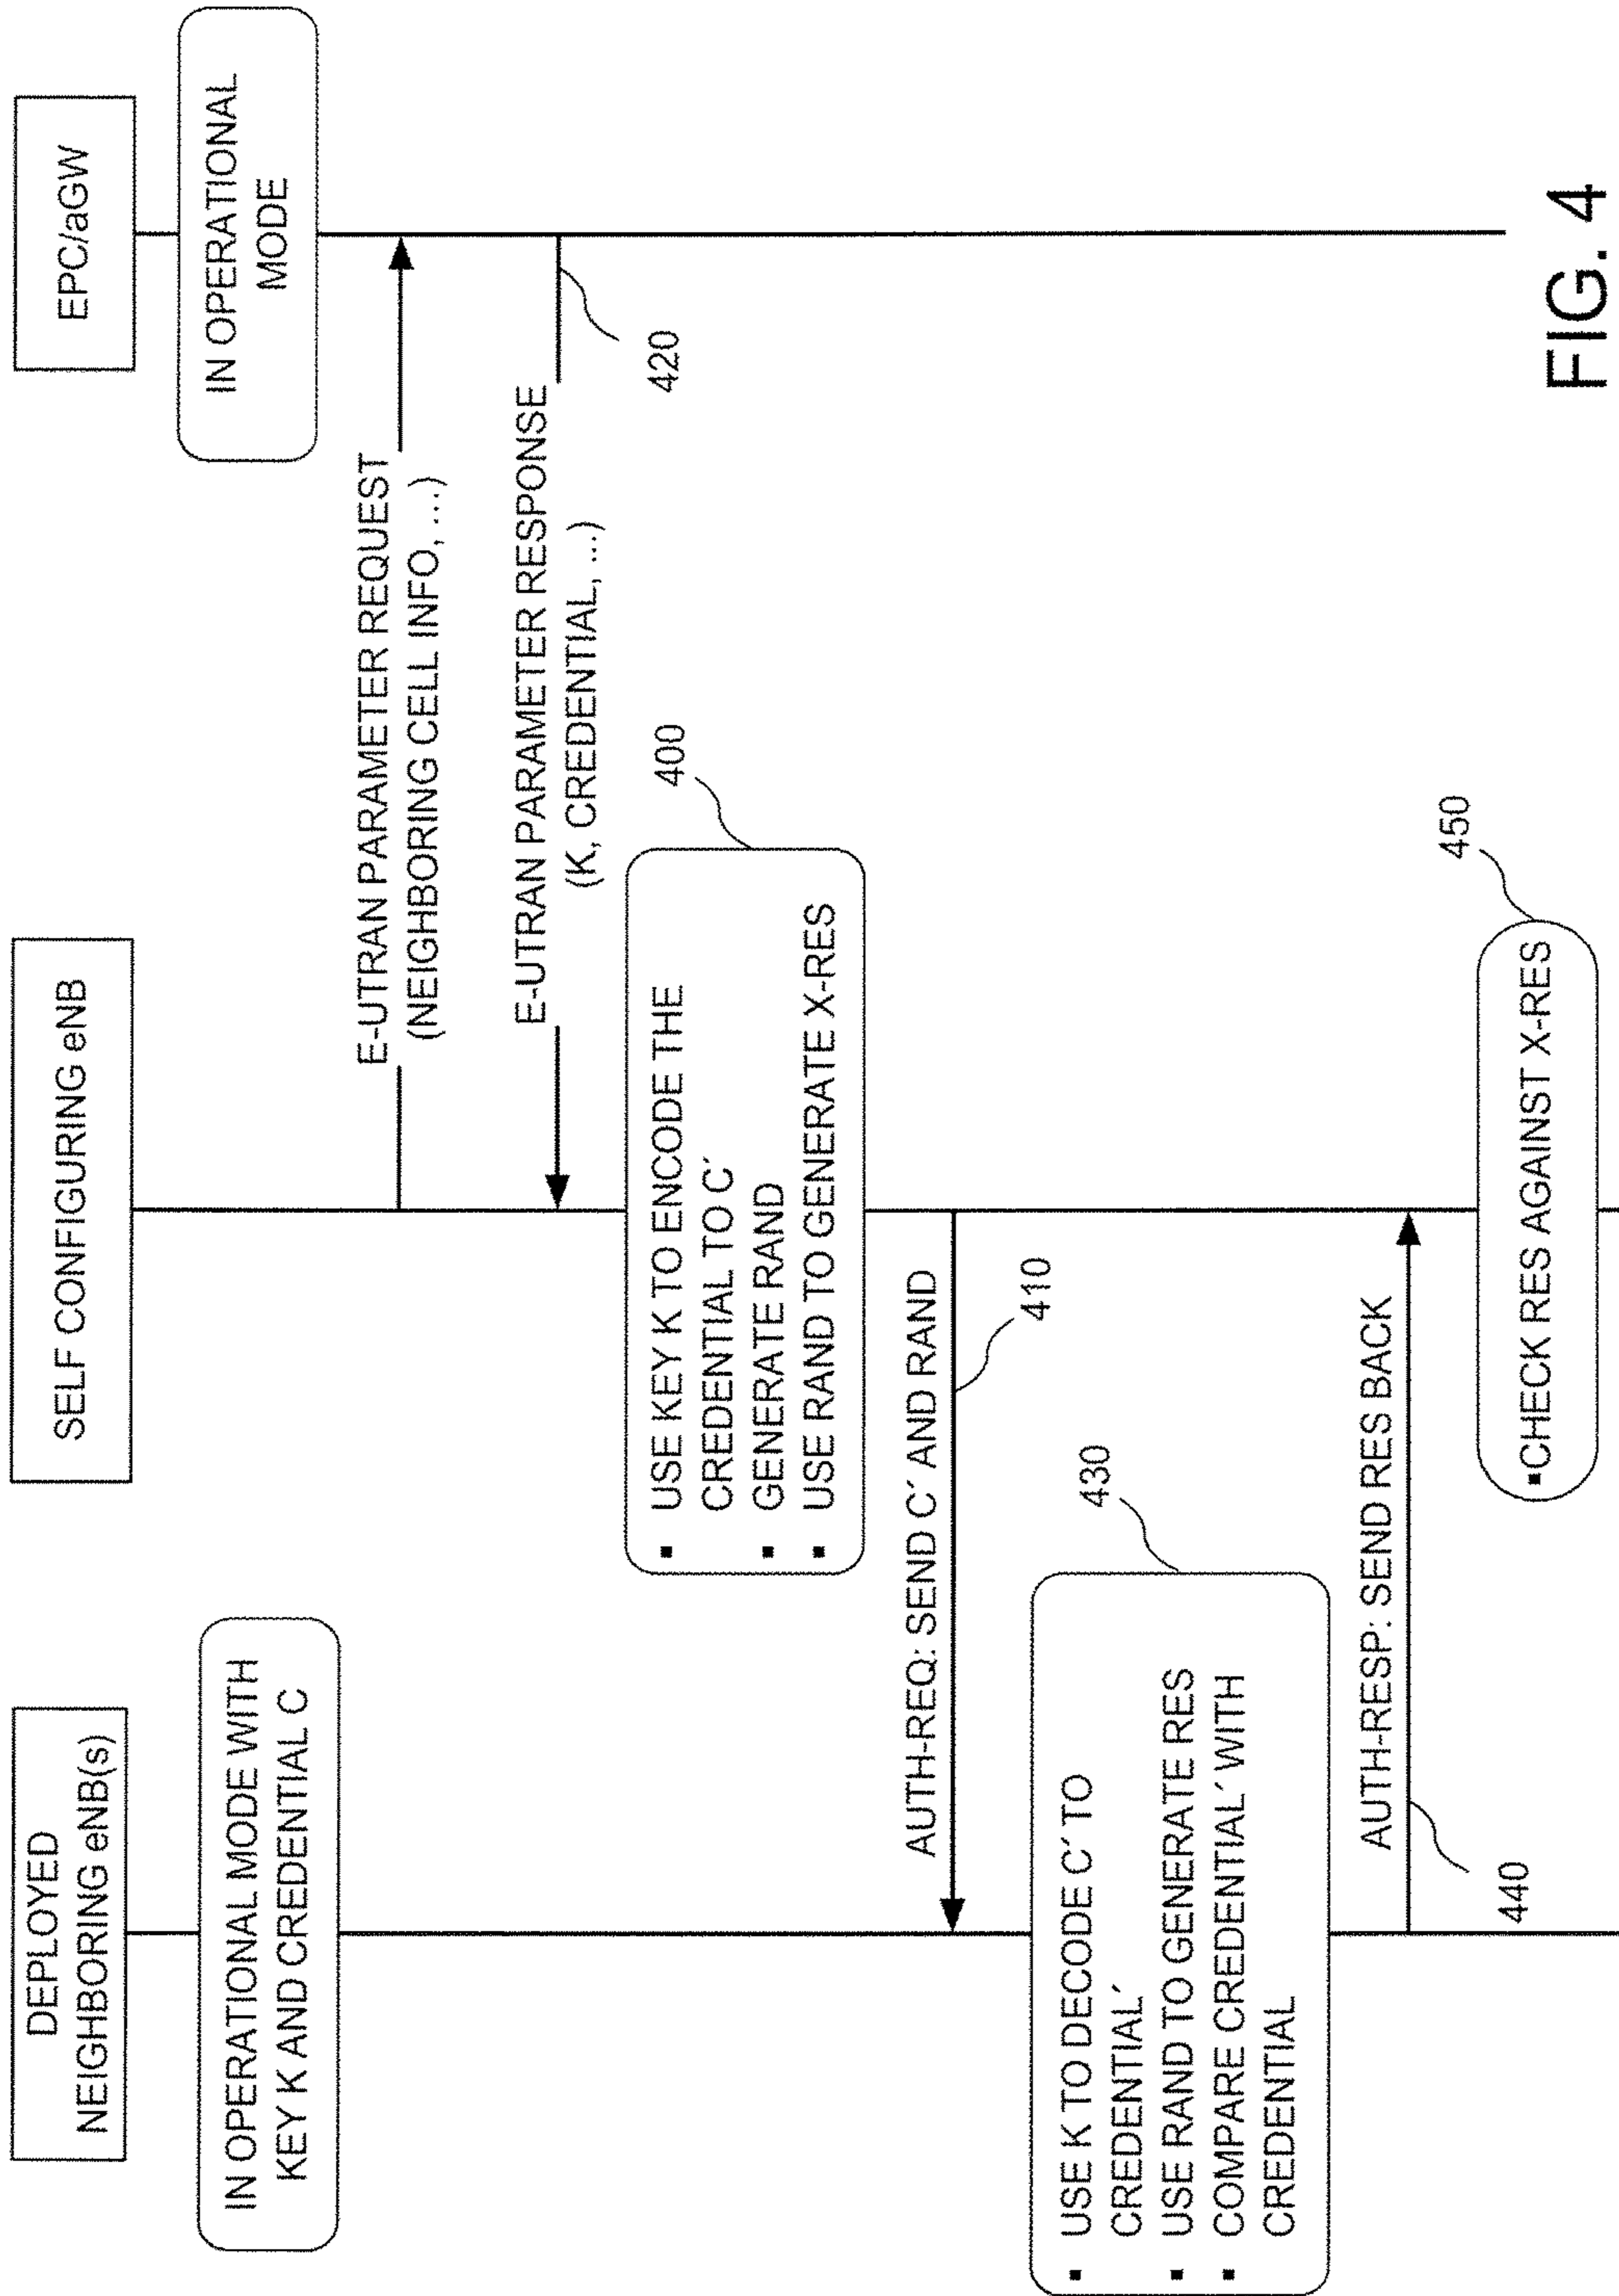 DEPLOYED
NEIGHBORING eNB(s)
SELF CONFIGURING eNB
EPC/aGW
IN OPERATIONAL MODE WITH
KEY K AND CREDENTIAL C
IN OPERATIONAL
MODE
E-UTRAN PARAMETER REQUEST
(NEIGHBORING CELL INFO, ...)
E-UTRAN PARAMETER RESPONSE
(K, CREDENTIAL, ...)
420
400
▪ USE KEY K TO ENCODE THE
CREDENTIAL TO C´
▪ GENERATE RAND
▪ USE RAND TO GENERATE X-RES
AUTH-REQ: SEND C´ AND RAND
410
430
▪ USE K TO DECODE C´ TO
CREDENTIAL´
▪ USE RAND TO GENERATE RES
▪ COMPARE CREDENTIAL´ WITH
CREDENTIAL
AUTH-RESP: SEND RES BACK
440
450
▪CHECK RES AGAINST X-RES
FIG. 4